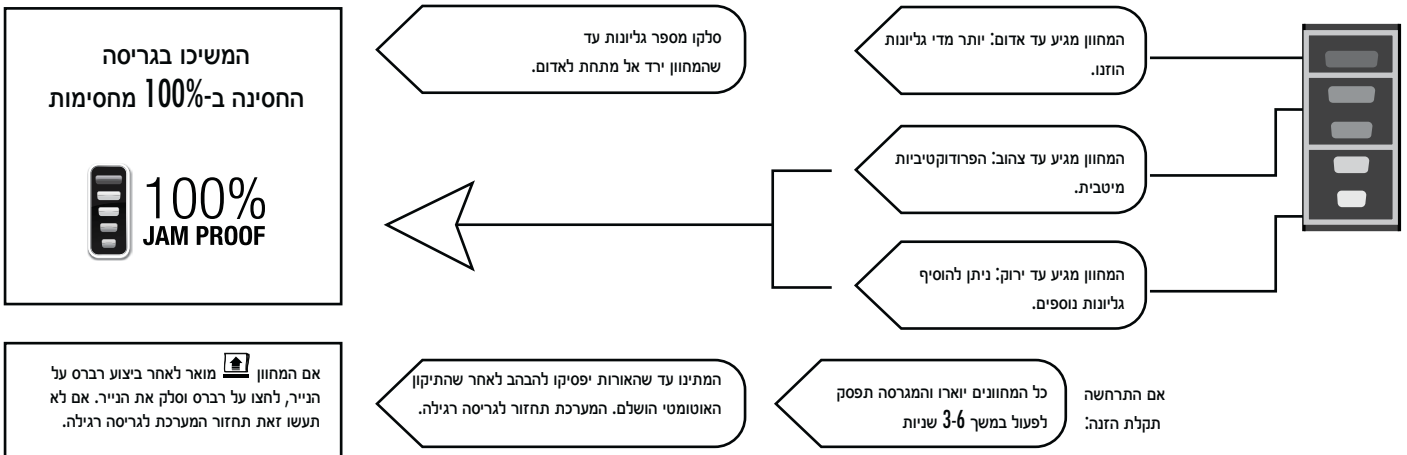 המחוון מגיע עד אדום: יותר מדי גליונות
הוזנו.
סלקו מספר גליונות עד
שהמחוון ירד אל מתחת לאדום.
המחוון מגיע עד צהוב: הפרודוקטיביות
מיטבית.
המחוון מגיע עד ירוק: ניתן להוסיף
גליונות נוספים.
המשיכו בגריסה
החסינה ב-100% מחסימות
100%
JAM PROOF
אם התרחשה
תקלת הזנה:
כל המחוונים יוארו והמגרסה תפסק
לפעול במשך 3-6 שניות
המתינו עד שהאורות יפסיקו להבהב לאחר שהתיקון
האוטומטי הושלם. המערכת תחזור לגריסה רגילה.
אם המחוון מואר לאחר ביצוע רברס על
הנייר, לחצו על רברס וסלק את הנייר. אם לא
תעשו זאת תחזור המערכת לגריסה רגילה.